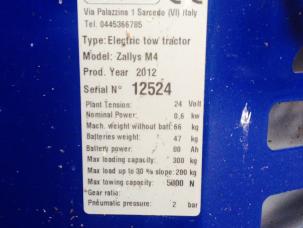 Via Palazzina 1 Sarcedo (VI) Italy
Tel. 0445366785
Type: Electric tow tractor
Model: Zallys M4
Prod. Year 2012
Serial N° 12524
Plant Tension: 24 Volt
Nominal Power: 0,6 kw
Mach. weight without batt. 66 kg
Batteries weight: 47 kg
Battery power: 80 Ah
Max loading capacity: 300 kg
Max load up to 30 % slope: 200 kg
Max towing capacity: 5000 N
*Gear ratio:
Pneumatic pressure: 2 bar